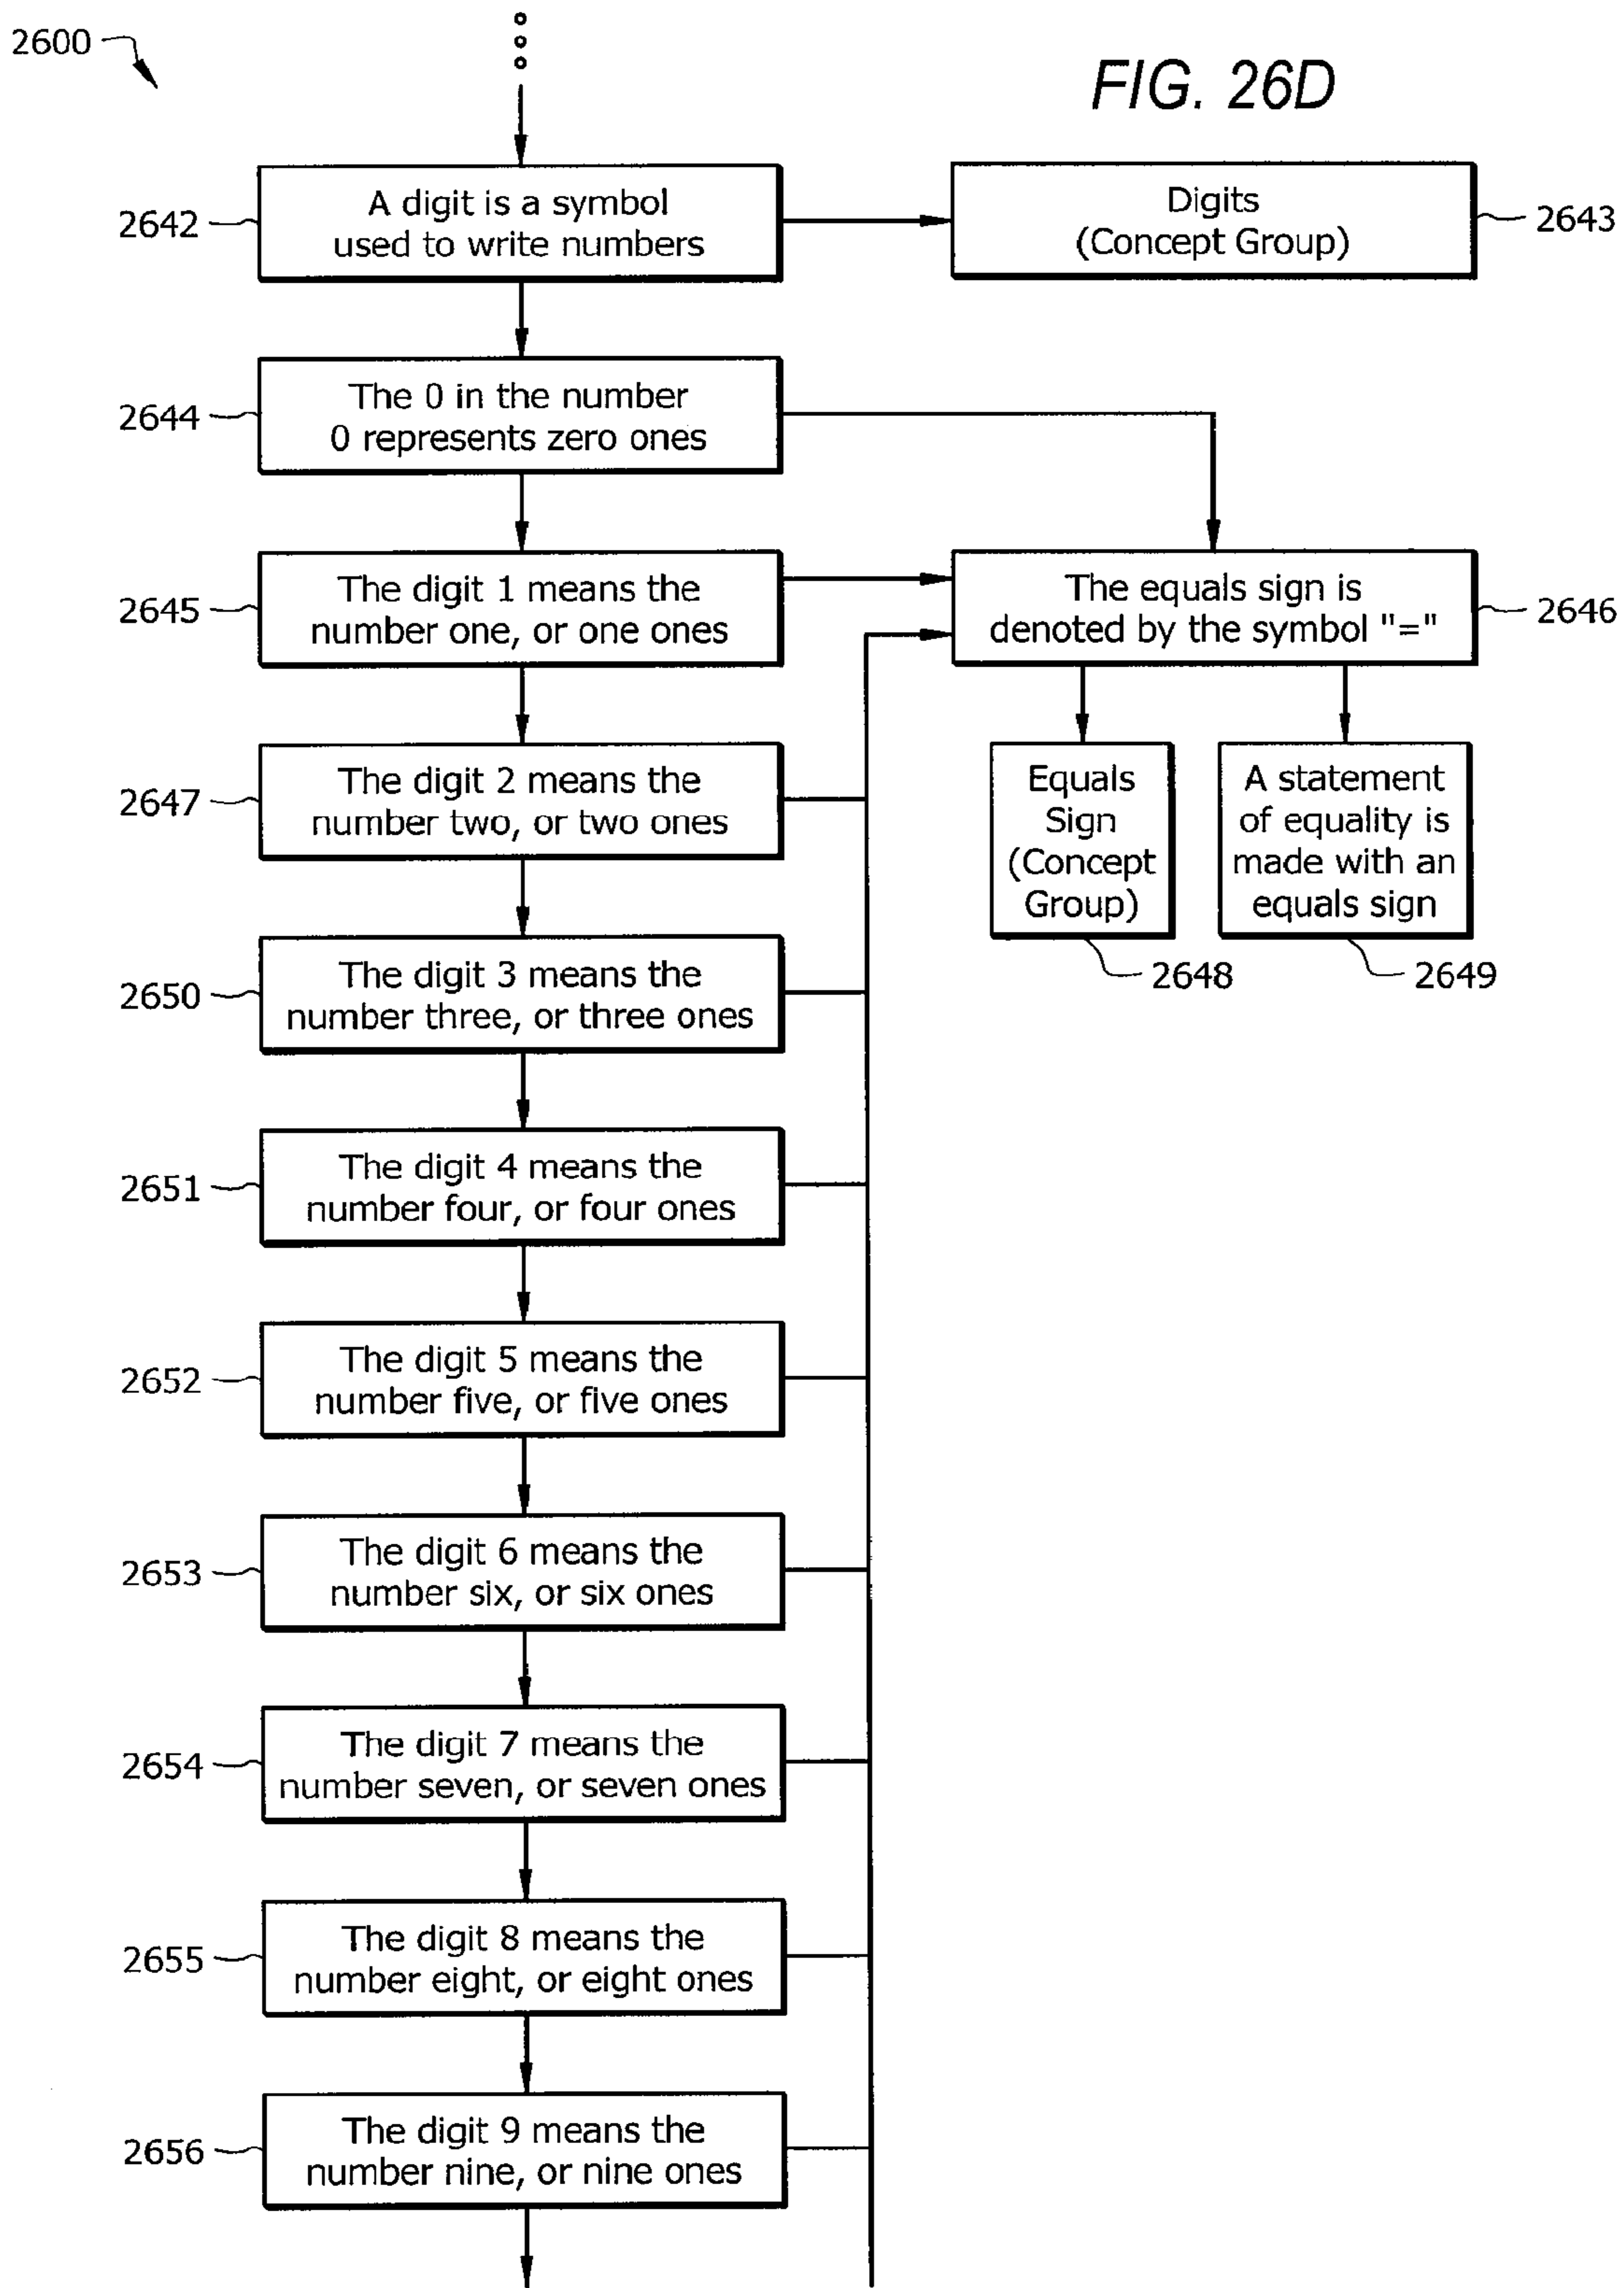 2600
FIG. 26D
2642
A digit is a symbol
used to write numbers
Digits
(Concept Group)
2643
2644
The 0 in the number
0 represents zero ones
2645
The digit 1 means the
number one, or one ones
The equals sign is
denoted by the symbol "="
2646
2647
The digit 2 means the
number two, or two ones
Equals
Sign
(Concept
Group)
2648
A statement
of equality is
made with an
equals sign
2649
2650
The digit 3 means the
number three, or three ones
2651
The digit 4 means the
number four, or four ones
2652
The digit 5 means the
number five, or five ones
2653
The digit 6 means the
number six, or six ones
2654
The digit 7 means the
number seven, or seven ones
2655
The digit 8 means the
number eight, or eight ones
2656
The digit 9 means the
number nine, or nine ones